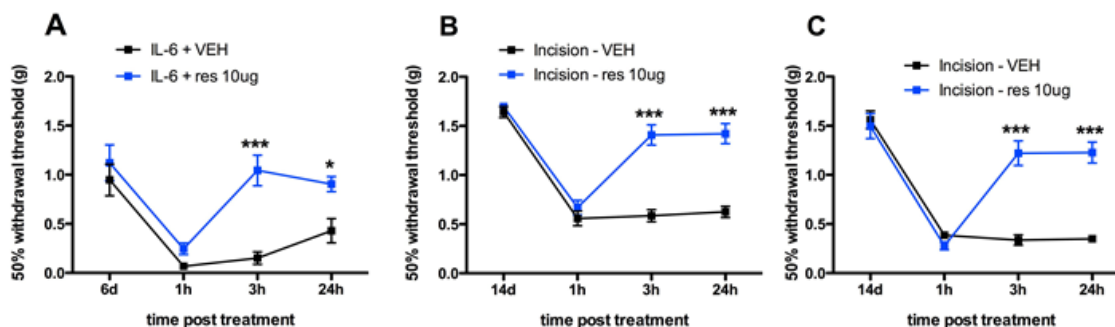 A
IL-6 + VEH
IL-6 + res 10ug
50% withdrawal threshold (g)
2.0
1.5
1.0
0.5
0.0
***
*
6d 1h 3h 24h
time post treatment
B
Incision - VEH
Incision - res 10ug
50% withdrawal threshold (g)
2.0
1.5
1.0
0.5
0.0
*** ***
14d 1h 3h 24h
time post treatment
C
Incision - VEH
Incision - res 10ug
50% withdrawal threshold (g)
2.0
1.5
1.0
0.5
0.0
*** ***
14d 1h 3h 24h
time post treatment